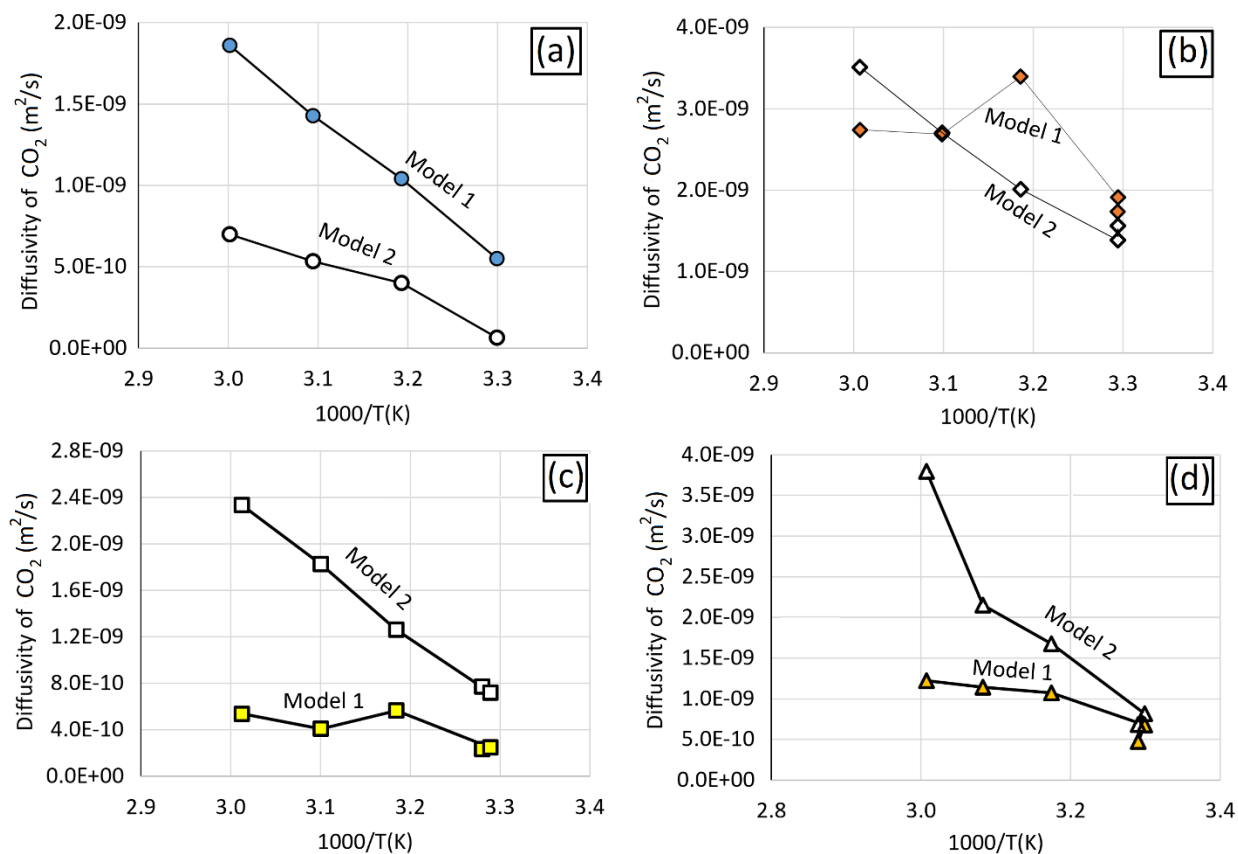 (a)
Diffusivity of CO₂ (m²/s)
2.0E-09
1.5E-09
1.0E-09
5.0E-10
0.0E+00
Model 1
Model 2
2.9 3.0 3.1 3.2 3.3 3.4
1000/T(K)
(b)
Diffusivity of CO₂ (m²/s)
4.0E-09
3.0E-09
2.0E-09
1.0E-09
0.0E+00
Model 1
Model 2
2.9 3.0 3.1 3.2 3.3 3.4
1000/T(K)
(c)
Diffusivity of CO₂ (m²/s)
2.8E-09
2.4E-09
2.0E-09
1.6E-09
1.2E-09
8.0E-10
4.0E-10
0.0E+00
Model 2
Model 1
2.9 3.0 3.1 3.2 3.3 3.4
1000/T(K)
(d)
Diffusivity of CO₂ (m²/s)
4.0E-09
3.5E-09
3.0E-09
2.5E-09
2.0E-09
1.5E-09
1.0E-09
5.0E-10
0.0E+00
Model 2
Model 1
2.8 3.0 3.2 3.4
1000/T(K)